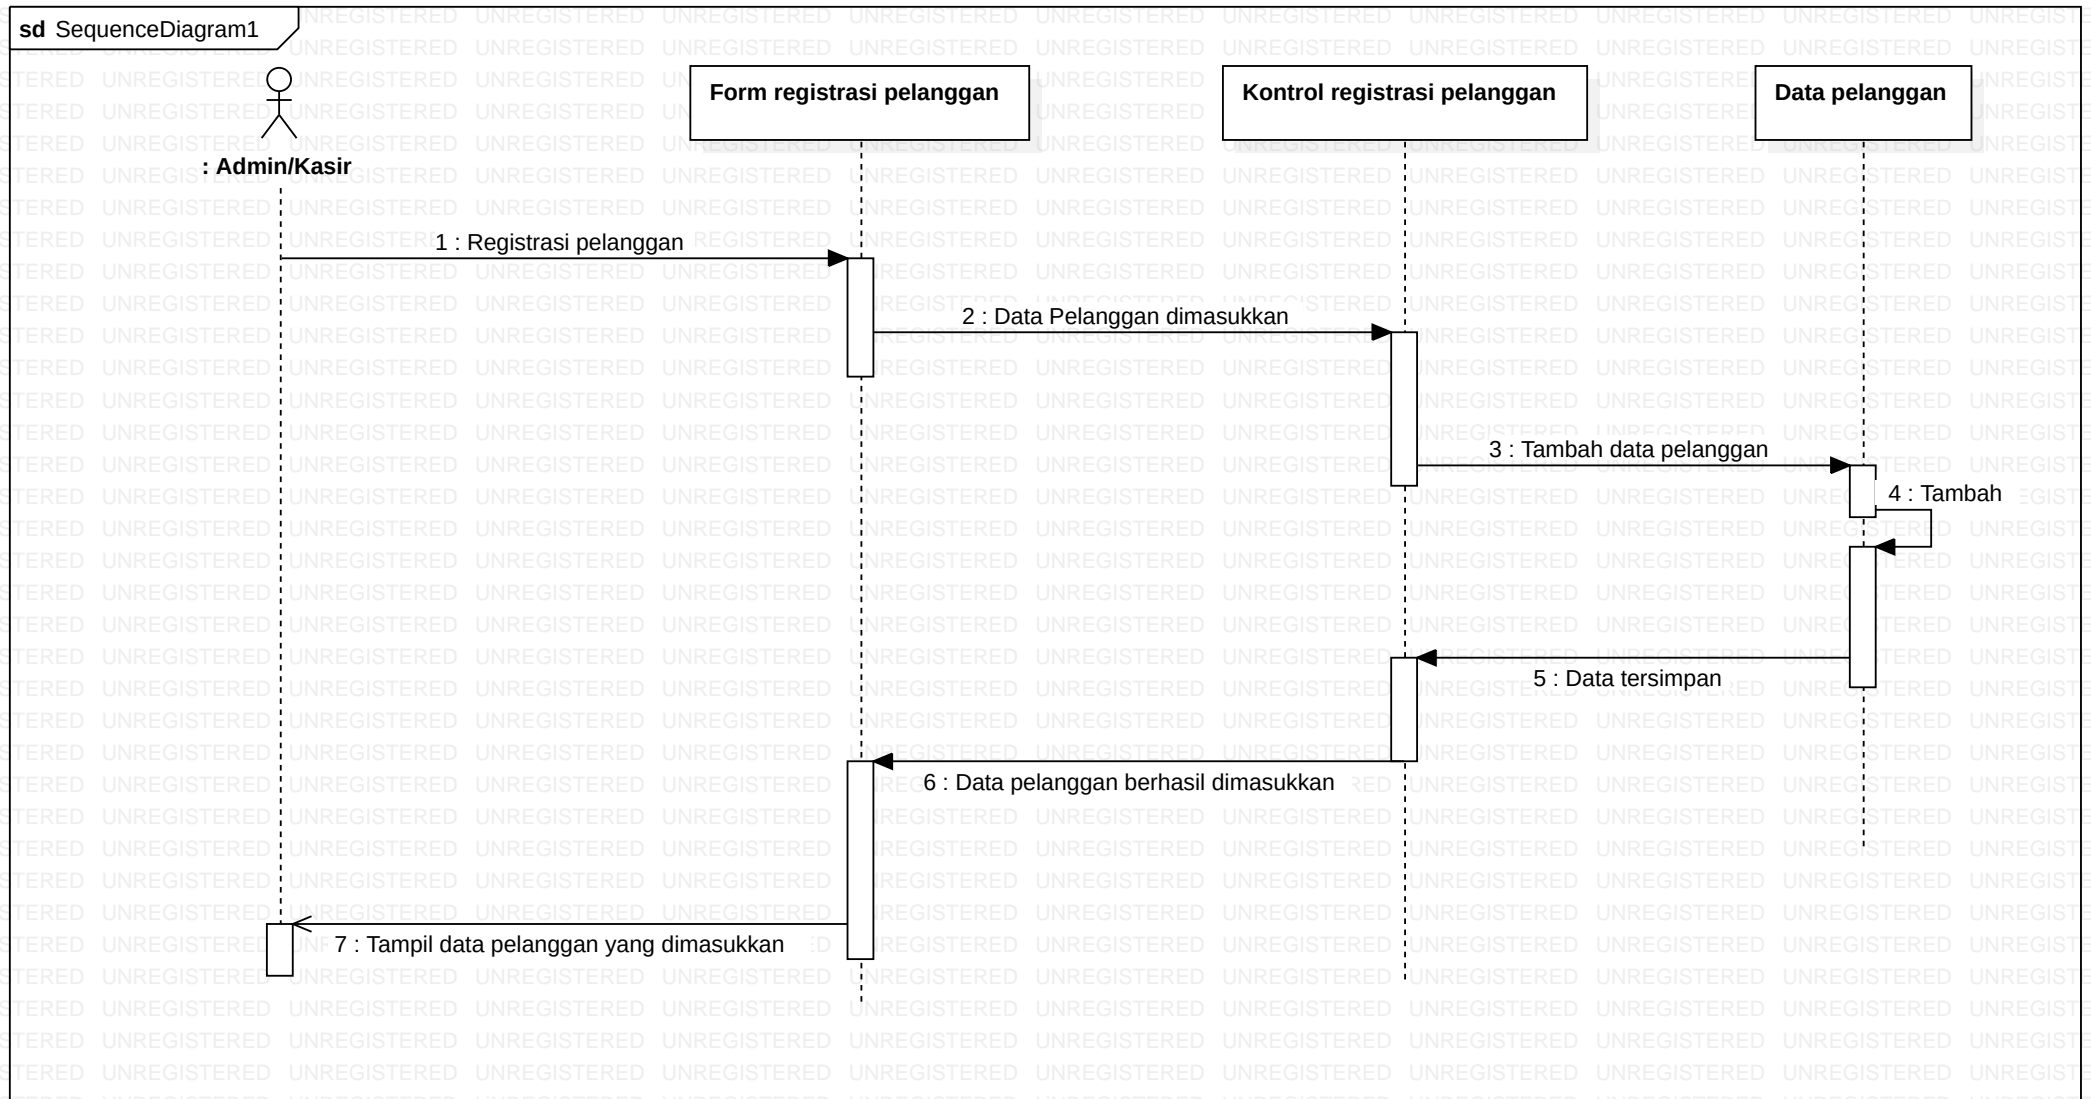 sd SequenceDiagram1
: Admin/Kasir
Form registrasi pelanggan
Kontrol registrasi pelanggan
Data pelanggan
1 : Registrasi pelanggan
2 : Data Pelanggan dimasukkan
3 : Tambah data pelanggan
4 : Tambah
5 : Data tersimpan
6 : Data pelanggan berhasil dimasukkan
7 : Tampil data pelanggan yang dimasukkan
UNREGISTERED